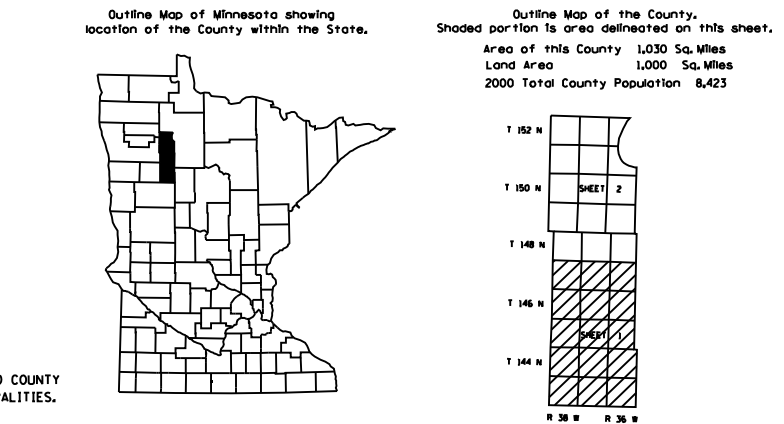 Outline Map of Minnesota showing
location of the County within the State.
Outline Map of the County.
Shaded portion is area delineated on this sheet.
Area of this County 1,030 Sq. Miles
Land Area 1,000 Sq. Miles
2000 Total County Population 8,423
T 152 N
T 150 N
SHEET 2
T 148 N
T 146 N
SHEET 1
T 144 N
R 38 W R 36 W
COUNTY